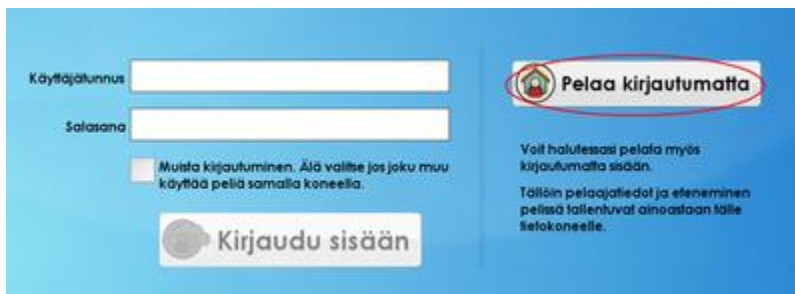 Käyttäjätunnus
Salasana
Muista kirjautuminen. Älä valitse jos joku muu
käyttää peliä samalla koneella.
Kirjaudu sisään
Pelaa kirjautumatta
Voit halutessasi pelata myös
kirjautumatta sisään.
Tällöin pelaajatiedot ja eteneminen
pelissä tallentuvat ainoastaan tälle
tietokoneelle.